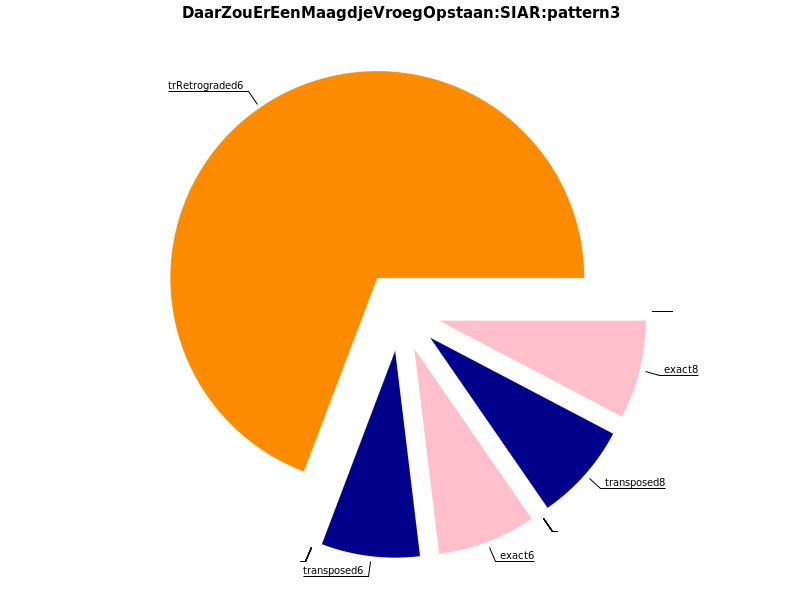 DaarZouErEenMaagdjeVroegOpstaan:SIAR:pattern3
trRetrograded6
exact8
transposed8
exact6
transposed6